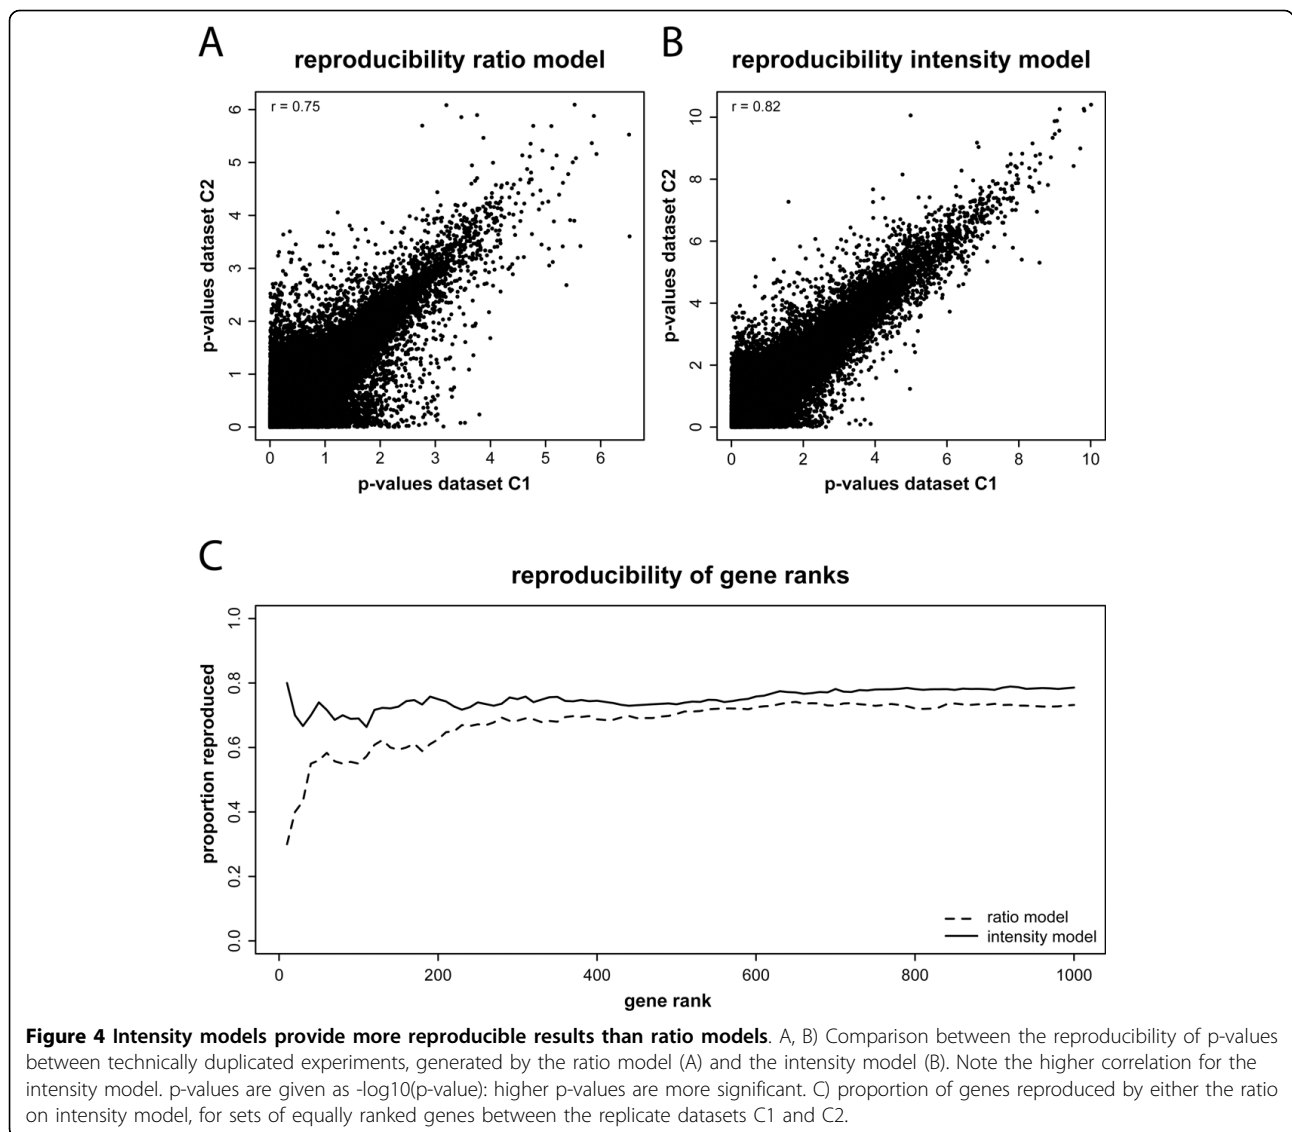 A
reproducibility ratio model
r = 0.75
p-values dataset C2
0 1 2 3 4 5 6
0 1 2 3 4 5 6
p-values dataset C1
B
reproducibility intensity model
r = 0.82
p-values dataset C2
0 2 4 6 8 10
0 2 4 6 8 10
p-values dataset C1
C
reproducibility of gene ranks
proportion reproduced
0.0 0.2 0.4 0.6 0.8 1.0
ratio model
intensity model
0 200 400 600 800 1000
gene rank
Figure 4 Intensity models provide more reproducible results than ratio models. A, B) Comparison between the reproducibility of p-values
between technically duplicated experiments, generated by the ratio model (A) and the intensity model (B). Note the higher correlation for the
intensity model. p-values are given as -log10(p-value): higher p-values are more significant. C) proportion of genes reproduced by either the ratio
on intensity model, for sets of equally ranked genes between the replicate datasets C1 and C2.